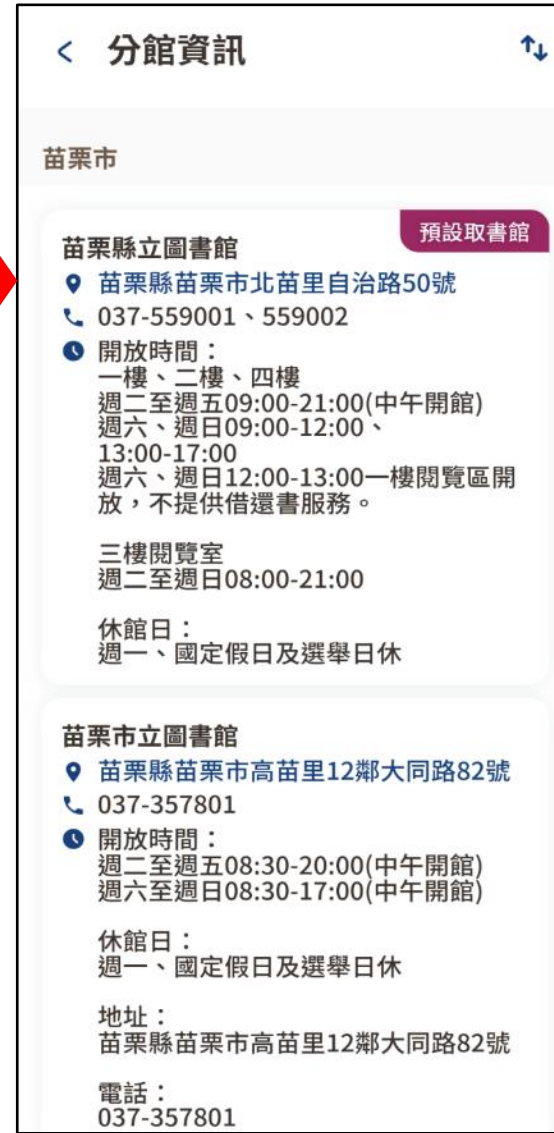 分館資訊
苗栗市
預設取書館
苗栗縣立圖書館
苗栗縣苗栗市北苗里自治路50號
037-559001、559002
開放時間：
一樓、二樓、四樓
週二至週五09:00-21:00(中午開館)
週六、週日09:00-12:00、
13:00-17:00
週六、週日12:00-13:00一樓閱覽區開
放，不提供借還書服務。
三樓閱覽室
週二至週日08:00-21:00
休館日：
週一、國定假日及選舉日休
苗栗市立圖書館
苗栗縣苗栗市高苗里12鄰大同路82號
037-357801
開放時間：
週二至週五08:30-20:00(中午開館)
週六至週日08:30-17:00(中午開館)
休館日：
週一、國定假日及選舉日休
地址：
苗栗縣苗栗市高苗里12鄰大同路82號
電話：
037-357801